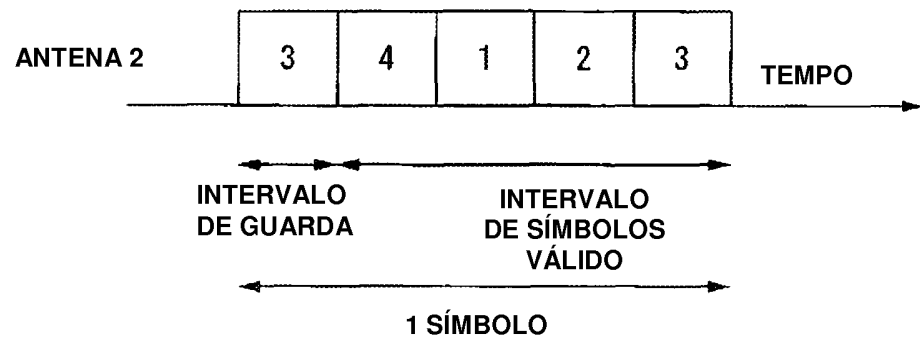 ANTENA 2
3 4 1 2 3
TEMPO
INTERVALO
DE GUARDA
INTERVALO
DE SÍMBOLOS
VÁLIDO
1 SÍMBOLO